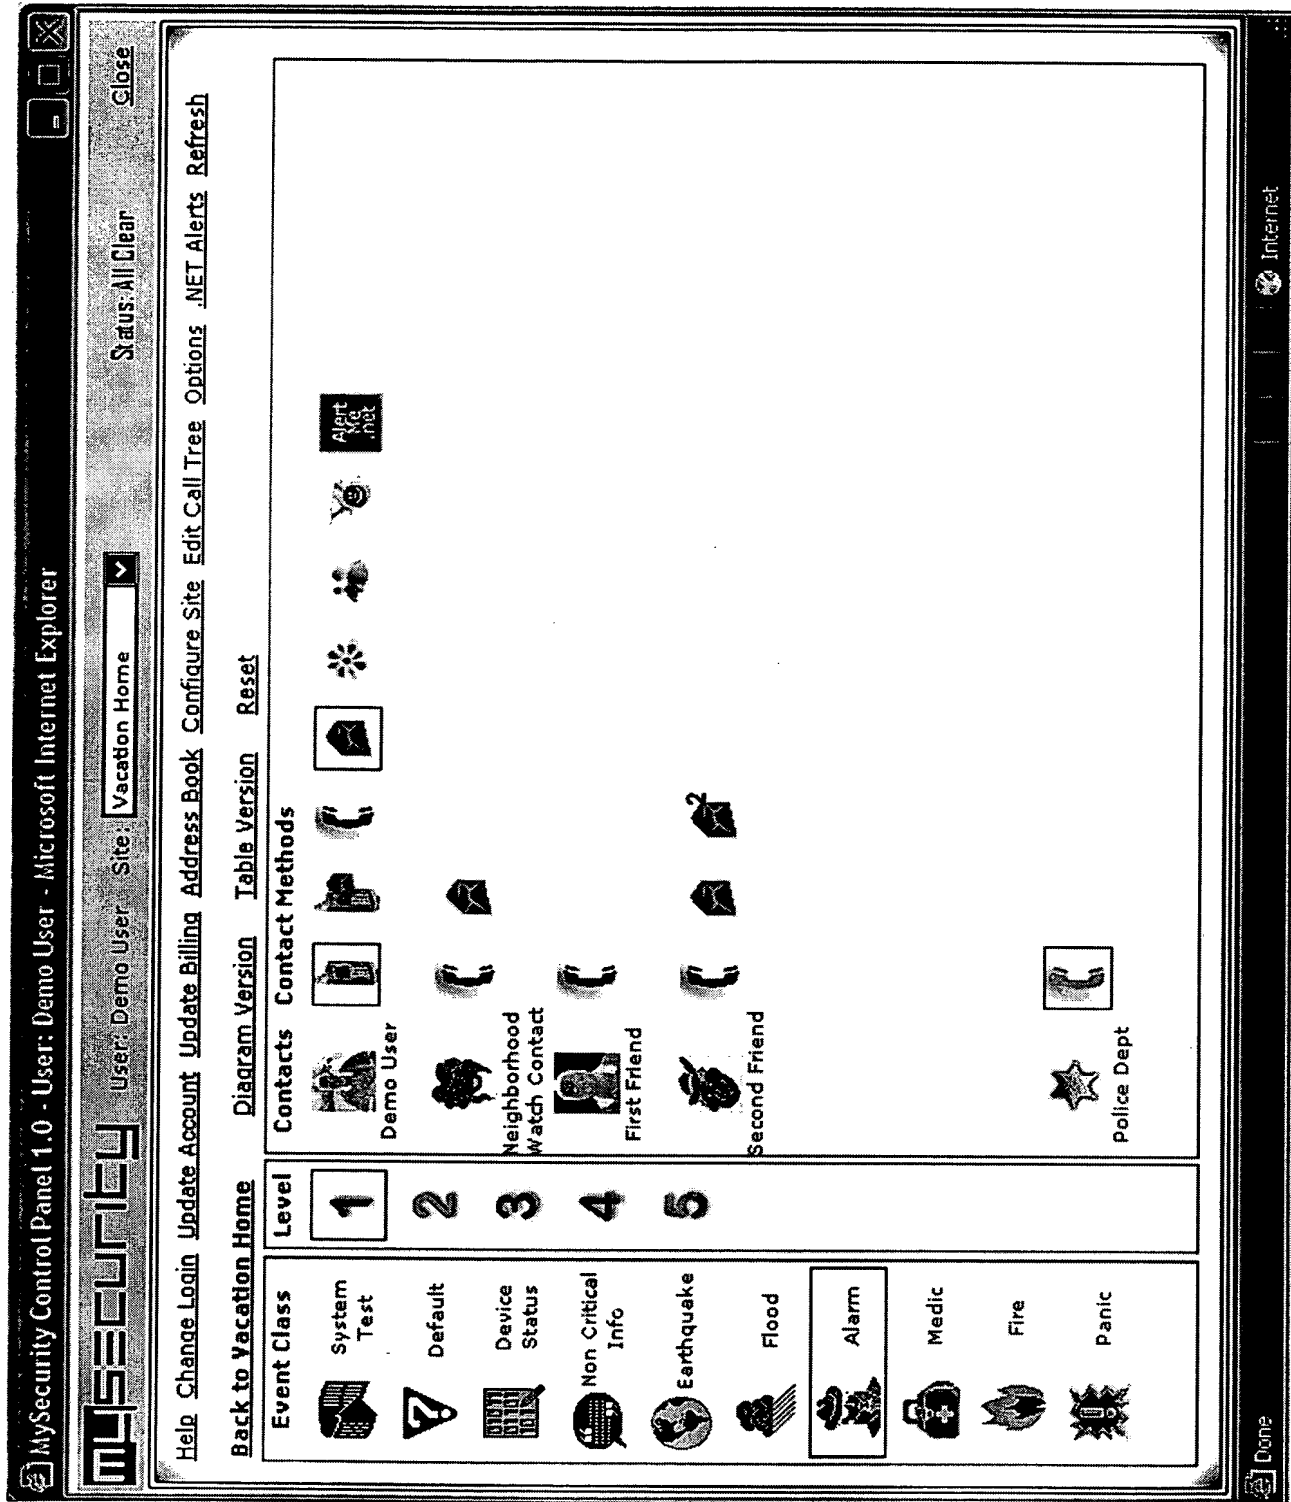 MySecurity Control Panel 1.0 - User: Demo User - Microsoft Internet Explorer
mysecurity User: Demo User Site: Vacation Home Status: All Clear Close
Help Change Login Update Account Update Billing Address Book Configure Site Edit Call Tree Options .NET Alerts Refresh
Back to Vacation Home Diagram Version Table Version Reset
Event Class
System
Test
Default
Device
Status
Non Critical
Info
Earthquake
Flood
Alarm
Medic
Fire
Panic
Level
1
2
3
4
5
Contacts Contact Methods
Demo User
Alert
Me
.net
Neighborhood
Watch Contact
First Friend
Second Friend
2
Police Dept
Done Internet